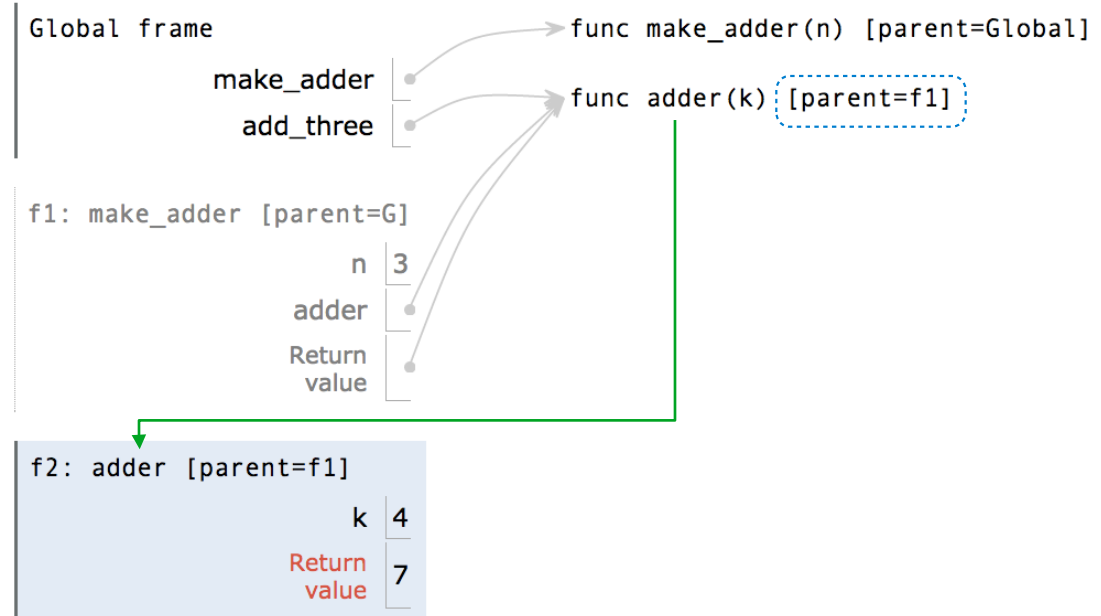 Global frame
func make_adder(n) [parent=Global]
make_adder
func adder(k) [parent=f1]
add_three
f1: make_adder [parent=G]
n 3
adder
Return
value
f2: adder [parent=f1]
k 4
Return
value 7